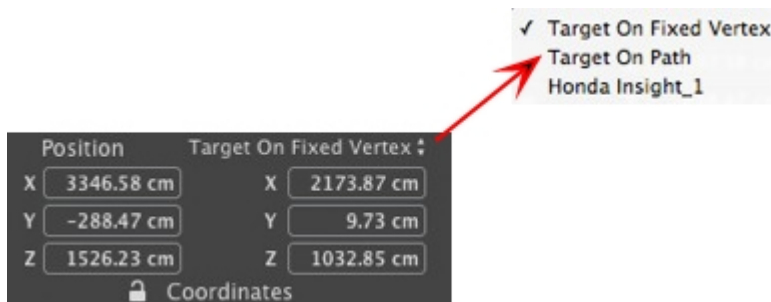 ✓ Target On Fixed Vertex
Target On Path
Honda Insight_1
Position Target On Fixed Vertex
X 3346.58 cm X 2173.87 cm
Y -288.47 cm Y 9.73 cm
Z 1526.23 cm Z 1032.85 cm
Coordinates